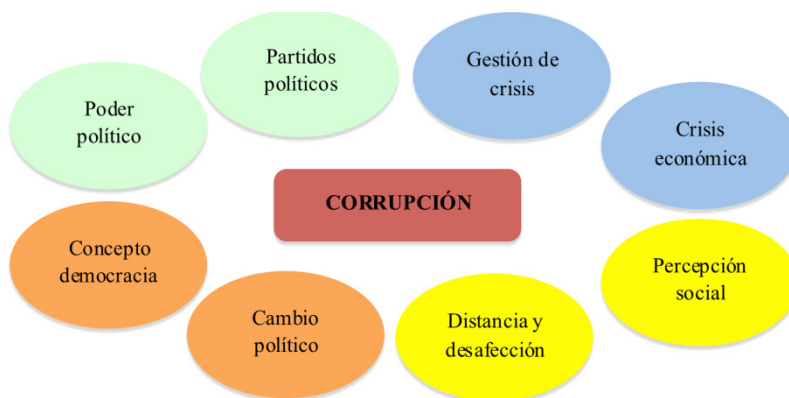 Partidos
políticos
Gestión de
crisis
Poder
político
Crisis
económica
CORRUPCIÓN
Concepto
democracia
Percepción
social
Cambio
político
Distancia y
desafección